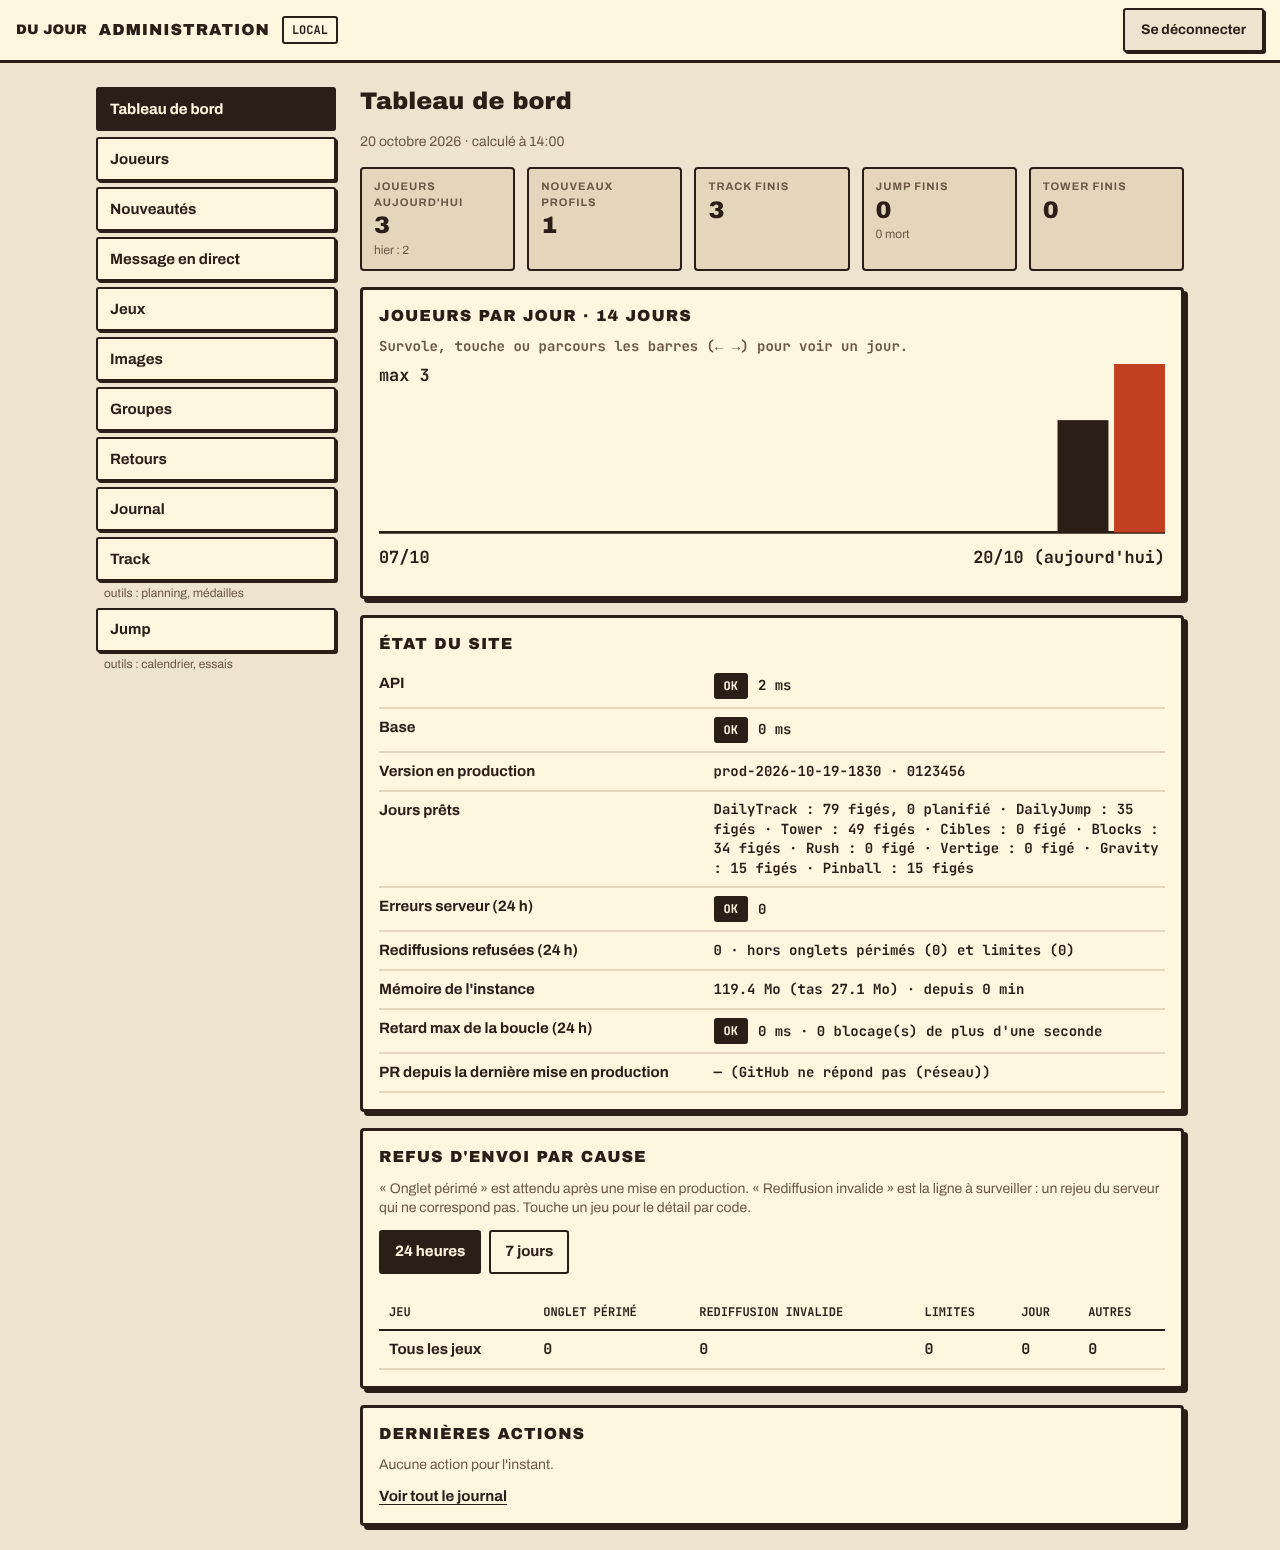 DU JOUR ADMINISTRATION LOCAL
Se déconnecter
Tableau de bord
Joueurs
Nouveautés
Message en direct
Jeux
Images
Groupes
Retours
Journal
Track
outils : planning, médailles
Jump
outils : calendrier, essais
Tableau de bord
20 octobre 2026 · calculé à 14:00
JOUEURS AUJOURD'HUI
3
hier : 2
NOUVEAUX PROFILS
1
TRACK FINIS
3
JUMP FINIS
0
0 mort
TOWER FINIS
0
JOUEURS PAR JOUR · 14 JOURS
Survole, touche ou parcours les barres (← →) pour voir un jour.
max 3
07/10
20/10 (aujourd'hui)
ÉTAT DU SITE
API OK 2 ms
Base OK 0 ms
Version en production prod-2026-10-19-1830 · 0123456
Jours prêts DailyTrack : 79 figés, 0 planifié · DailyJump : 35
figés · Tower : 49 figés · Cibles : 0 figé · Blocks :
34 figés · Rush : 0 figé · Vertige : 0 figé · Gravity
: 15 figés · Pinball : 15 figés
Erreurs serveur (24 h) OK 0
Rediffusions refusées (24 h) 0 · hors onglets périmés (0) et limites (0)
Mémoire de l'instance 119.4 Mo (tas 27.1 Mo) · depuis 0 min
Retard max de la boucle (24 h) OK 0 ms · 0 blocage(s) de plus d'une seconde
PR depuis la dernière mise en production — (GitHub ne répond pas (réseau))
REFUS D'ENVOI PAR CAUSE
« Onglet périmé » est attendu après une mise en production. « Rediffusion invalide » est la ligne à surveiller : un rejeu du serveur
qui ne correspond pas. Touche un jeu pour le détail par code.
24 heures
7 jours
JEU ONGLET PÉRIMÉ REDIFFUSION INVALIDE LIMITES JOUR AUTRES
Tous les jeux 0 0 0 0 0
DERNIÈRES ACTIONS
Aucune action pour l'instant.
Voir tout le journal